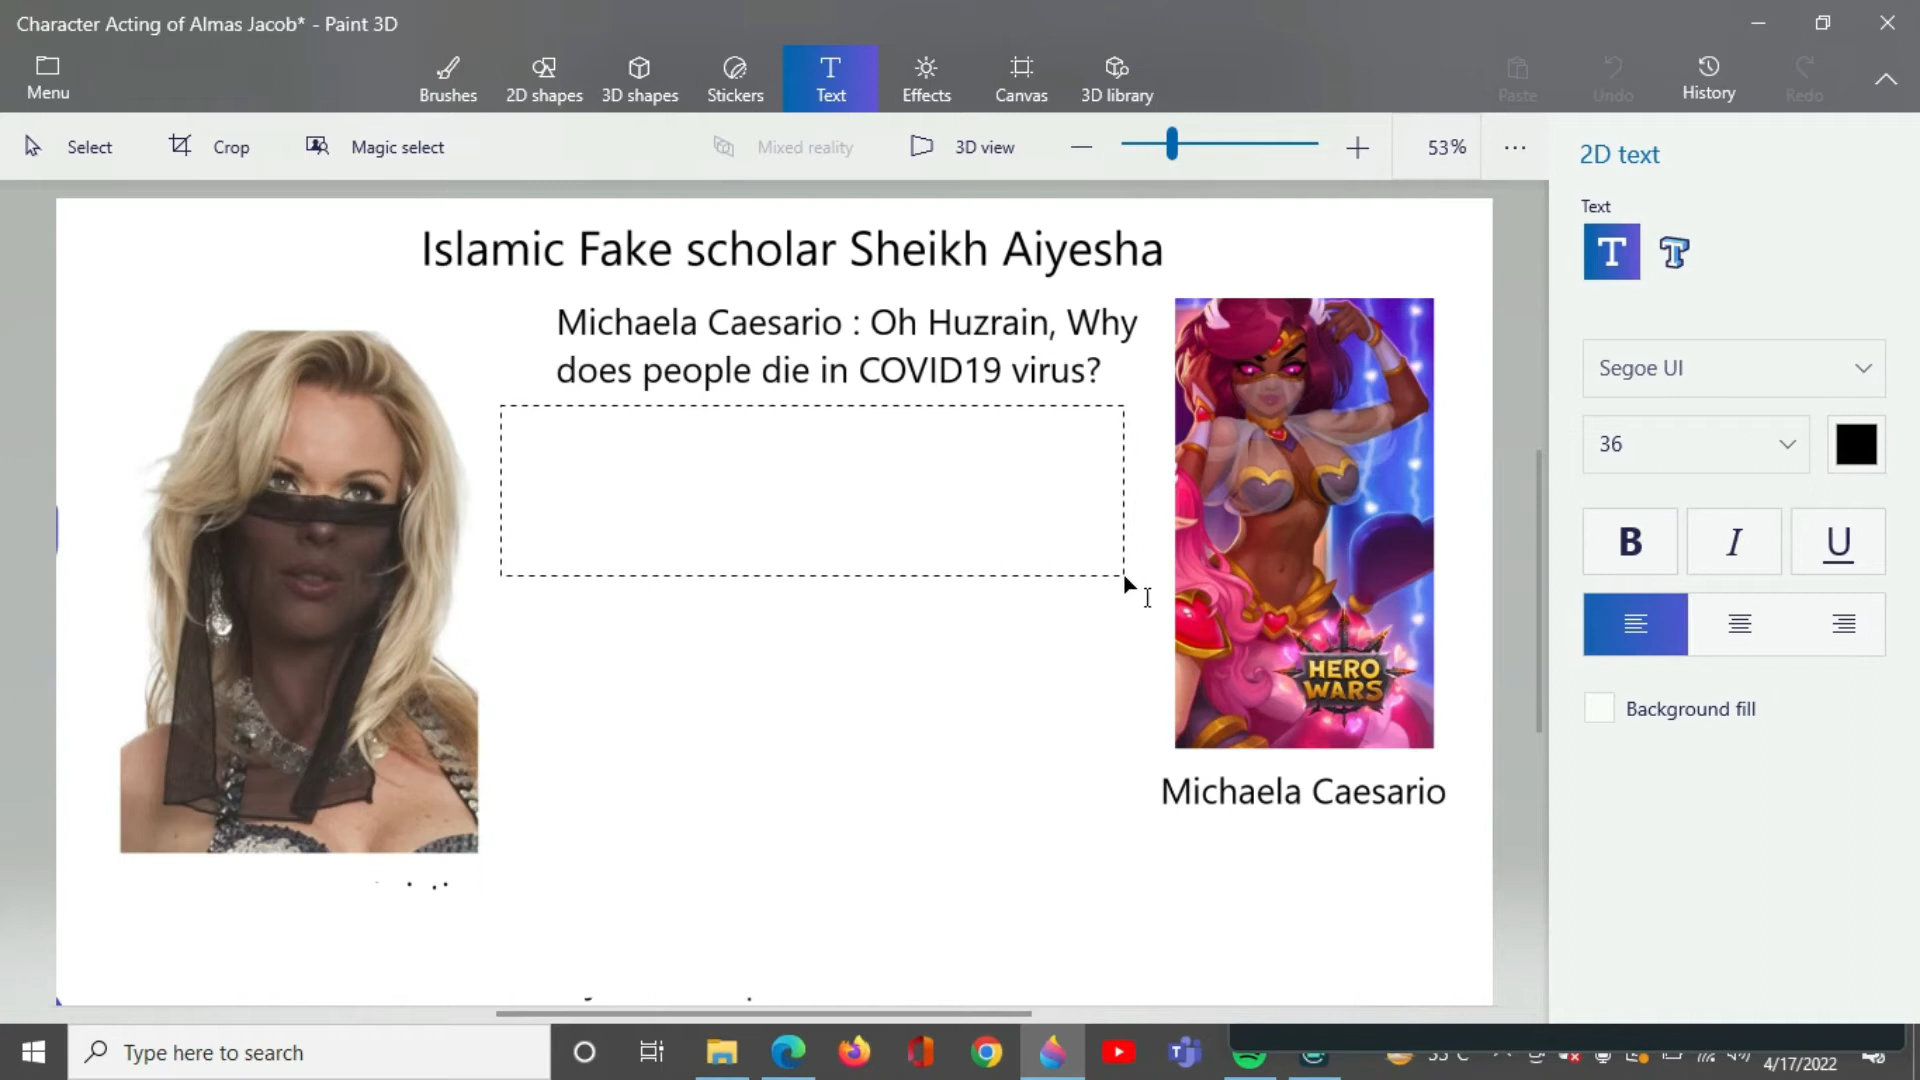 Character Acting of Almas Jacob* - Paint 3D
Menu
Brushes
2D shapes
3D shapes
Stickers
Text
Effects
Canvas
3D library
Paste
Undo
History
Redo
Select
Crop
Magic select
Mixed reality
3D view
53%
2D text
Text
Segoe UI
36
B
I
U
Background fill
Islamic Fake scholar Sheikh Aiyesha
Michaela Caesario : Oh Huzrain, Why
does people die in COVID19 virus?
HERO
WARS
Michaela Caesario
Type here to search
4/17/2022